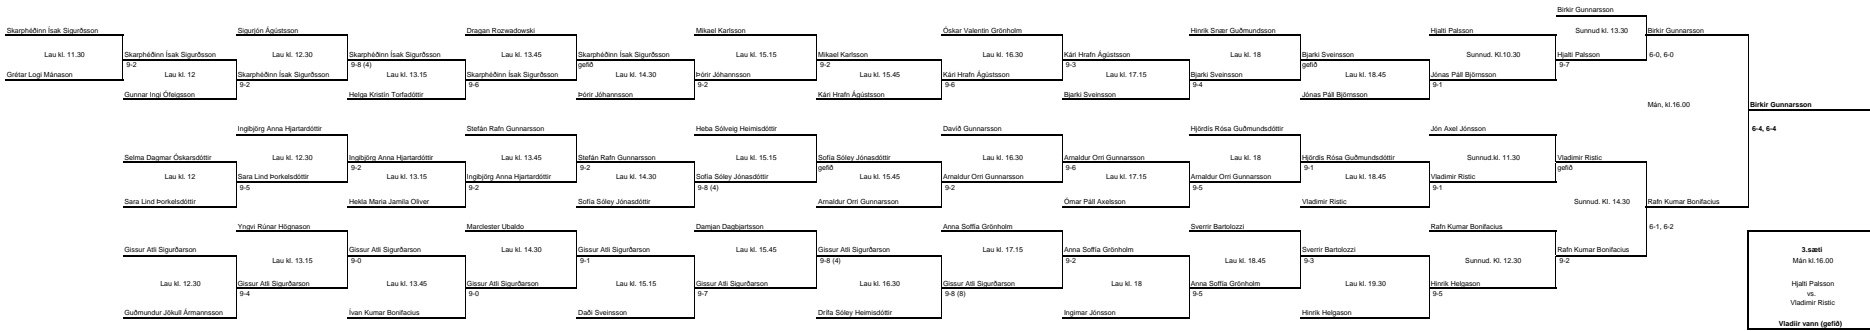 Birkir Gunnarsson
Skarphéðinn Ísak Sigurðsson
Sigurjón Ágústsson
Dragan Rozwadowski
Mikael Karlsson
Óskar Valentin Grönholm
Hinrik Snær Guðmundsson
Hjalti Palsson
Sunnud kl. 13.30
Birkir Gunnarsson
Lau kl. 11.30
Skarphéðinn Ísak Sigurðsson
Lau kl. 12.30
Skarphéðinn Ísak Sigurðsson
Lau kl. 13.45
Skarphéðinn Ísak Sigurðsson
Lau kl. 15.15
Mikael Karlsson
Lau kl. 16.30
Kári Hrafn Ágústsson
Lau kl. 18
Bjarki Sveinsson
Sunnud. Kl.10.30
Hjalti Palsson
6-0, 6-0
9-2
9-8 (4)
gefið
9-2
9-3
gefið
9-7
Grétar Logi Mánason
Lau kl. 12
Skarphéðinn Ísak Sigurðsson
Lau kl. 13.15
Skarphéðinn Ísak Sigurðsson
Lau kl. 14.30
Þórir Jóhannsson
Lau kl. 15.45
Kári Hrafn Ágústsson
Lau kl. 17.15
Bjarki Sveinsson
Lau kl. 18.45
Jónas Páll Björnsson
9-2
9-6
9-2
9-6
9-4
9-1
Gunnar Ingi Ófeigsson
Helga Kristín Torfadóttir
Þórir Jóhannsson
Kári Hrafn Ágústsson
Bjarki Sveinsson
Jónas Páll Björnsson
Mán, kl.16.00
Birkir Gunnarsson
Ingibjörg Anna Hjartardóttir
Stefán Rafn Gunnarsson
Heba Sólveig Heimisdóttir
Davíð Gunnarsson
Hjördís Rósa Guðmundsdóttir
Jón Axel Jónsson
6-4, 6-4
Selma Dagmar Óskarsdóttir
Lau kl. 12.30
Ingibjörg Anna Hjartardóttir
Lau kl. 13.45
Stefán Rafn Gunnarsson
Lau kl. 15.15
Sofía Sóley Jónasdóttir
Lau kl. 16.30
Arnaldur Orri Gunnarsson
Lau kl. 18
Hjördís Rósa Guðmundsdóttir
Sunnud.kl. 11.30
Vladimir Ristic
9-2
9-2
gefið
9-6
9-1
gefið
Lau kl. 12
Sara Lind Þorkelsdóttir
Lau kl. 13.15
Ingibjörg Anna Hjartardóttir
Lau kl. 14.30
Sofía Sóley Jónasdóttir
Lau kl. 15.45
Arnaldur Orri Gunnarsson
Lau kl. 17.15
Arnaldur Orri Gunnarsson
Lau kl. 18.45
Vladimir Ristic
9-5
9-2
9-8 (4)
9-2
9-5
9-1
Sara Lind Þorkelsdóttir
Hekla Maria Jamila Oliver
Sofía Sóley Jónasdóttir
Arnaldur Orri Gunnarsson
Ómar Páll Axelsson
Vladimir Ristic
Sunnud. Kl. 14.30
Rafn Kumar Bonifacius
Yngvi Rúnar Högnason
Marclester Ubaldo
Damjan Dagbjartsson
Anna Soffía Grönholm
Sverrir Bartolozzi
Rafn Kumar Bonifacius
6-1, 6-2
Gissur Atli Sigurðarson
Lau kl. 13.15
Gissur Atli Sigurðarson
Lau kl. 14.30
Gissur Atli Sigurðarson
Lau kl. 15.45
Gissur Atli Sigurðarson
Lau kl. 17.15
Anna Soffía Grönholm
Lau kl. 18.45
Sverrir Bartolozzi
Sunnud. Kl. 12.30
Rafn Kumar Bonifacius
9-0
9-1
9-8 (4)
9-2
9-3
9-2
Lau kl. 12.30
Gissur Atli Sigurðarson
Lau kl. 13.45
Gissur Atli Sigurðarson
Lau kl. 15.15
Gissur Atli Sigurðarson
Lau kl. 16.30
Gissur Atli Sigurðarson
Lau kl. 18
Anna Soffía Grönholm
Lau kl. 19.30
Hinrik Helgason
9-4
9-0
9-7
9-8 (8)
9-5
9-5
Guðmundur Jökull Ármannsson
Ívan Kumar Bonifacius
Daði Sveinsson
Drífa Sóley Heimisdóttir
Ingimar Jónsson
Hinrik Helgason
3.sæti
Mán kl.16.00
Hjalti Palsson
vs.
Vladimir Ristic
Vladiir vann (gefið)